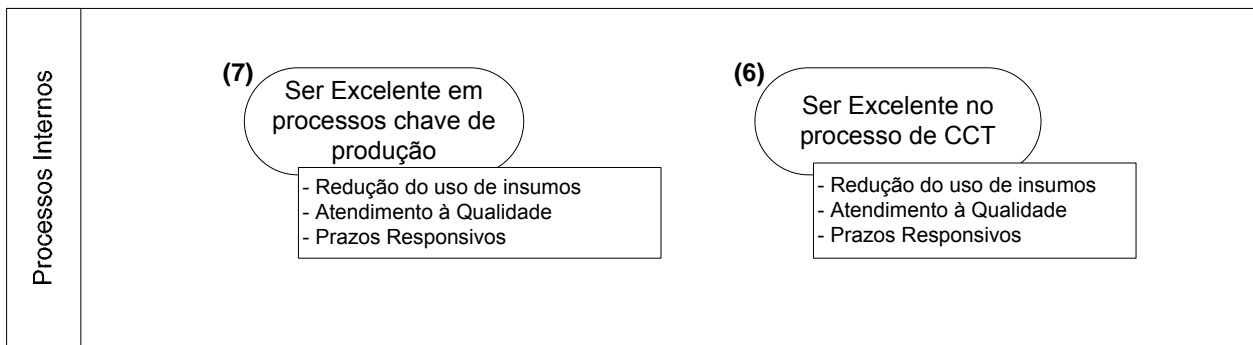 Processos Internos
(7)
Ser Excelente em
processos chave de
produção
- Redução do uso de insumos
- Atendimento à Qualidade
- Prazos Responsivos
(6)
Ser Excelente no
processo de CCT
- Redução do uso de insumos
- Atendimento à Qualidade
- Prazos Responsivos